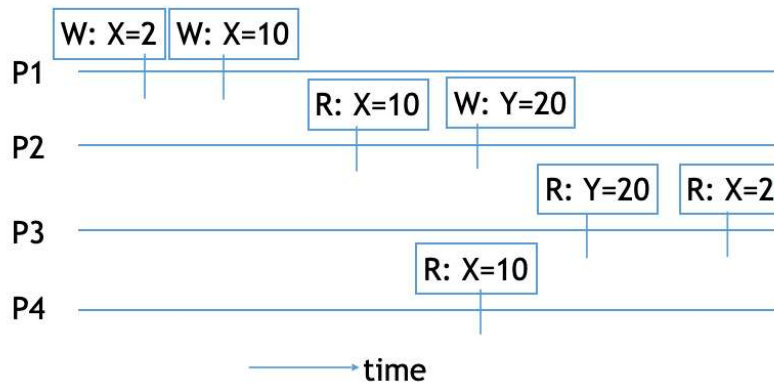 W: X=2 W: X=10
P1
R: X=10 W: Y=20
P2
R: Y=20 R: X=2
P3
R: X=10
P4
time